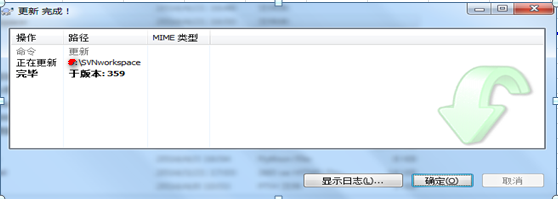 更新 完成！
操作 路径 MIME 类型
命令 更新
正在更新 :\SVNworkspace
完毕 于版本: 359
显示日志(L)... 确定(O) 取消